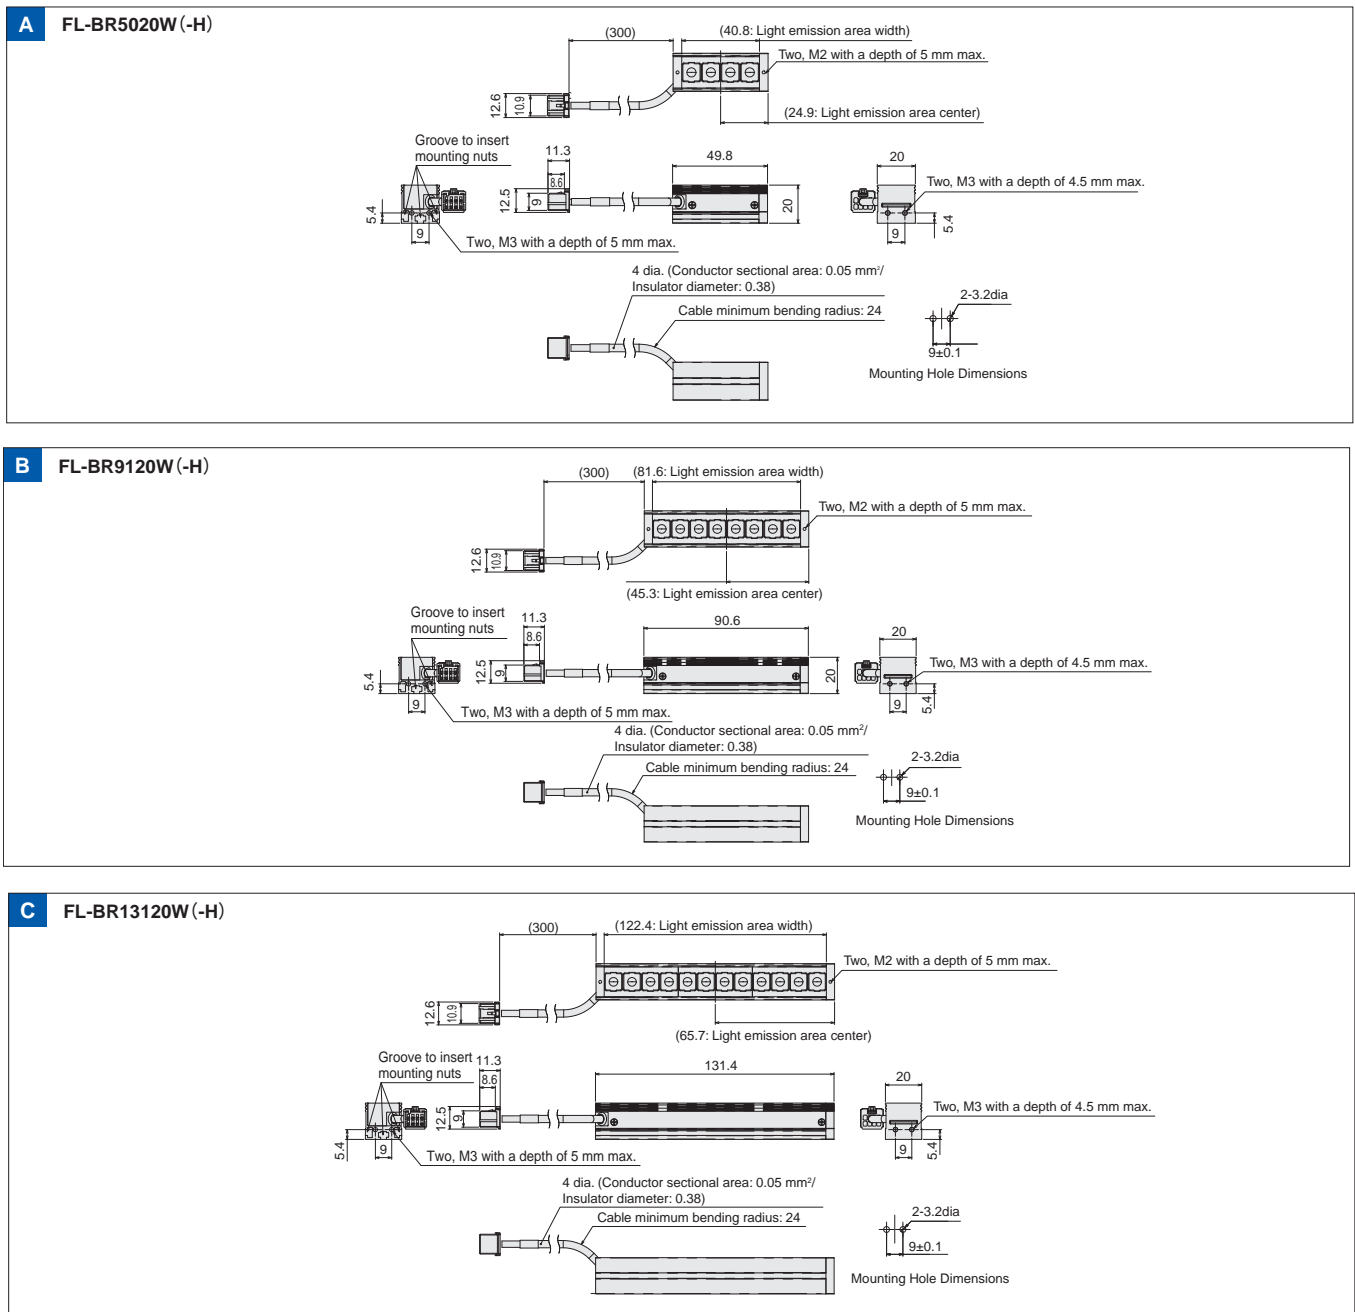 A FL-BR5020W(-H)
(300)
(40.8: Light emission area width)
Two, M2 with a depth of 5 mm max.
12.6
10.9
(24.9: Light emission area center)
Groove to insert
mounting nuts
11.3
8.6
49.8
20
12.5
9
20
Two, M3 with a depth of 4.5 mm max.
5.4
9
9
5.4
Two, M3 with a depth of 5 mm max.
4 dia. (Conductor sectional area: 0.05 mm²/
Insulator diameter: 0.38)
Cable minimum bending radius: 24
2-3.2dia
9±0.1
Mounting Hole Dimensions
B FL-BR9120W(-H)
(300)
(81.6: Light emission area width)
Two, M2 with a depth of 5 mm max.
12.6
10.9
(45.3: Light emission area center)
Groove to insert
mounting nuts
11.3
8.6
90.6
20
12.5
9
20
Two, M3 with a depth of 4.5 mm max.
5.4
9
9
5.4
Two, M3 with a depth of 5 mm max.
4 dia. (Conductor sectional area: 0.05 mm²/
Insulator diameter: 0.38)
Cable minimum bending radius: 24
2-3.2dia
9±0.1
Mounting Hole Dimensions
C FL-BR13120W(-H)
(300)
(122.4: Light emission area width)
Two, M2 with a depth of 5 mm max.
12.6
10.9
(65.7: Light emission area center)
Groove to insert
mounting nuts
11.3
8.6
131.4
20
12.5
9
Two, M3 with a depth of 4.5 mm max.
5.4
9
9
5.4
Two, M3 with a depth of 5 mm max.
4 dia. (Conductor sectional area: 0.05 mm²/
Insulator diameter: 0.38)
Cable minimum bending radius: 24
2-3.2dia
9±0.1
Mounting Hole Dimensions